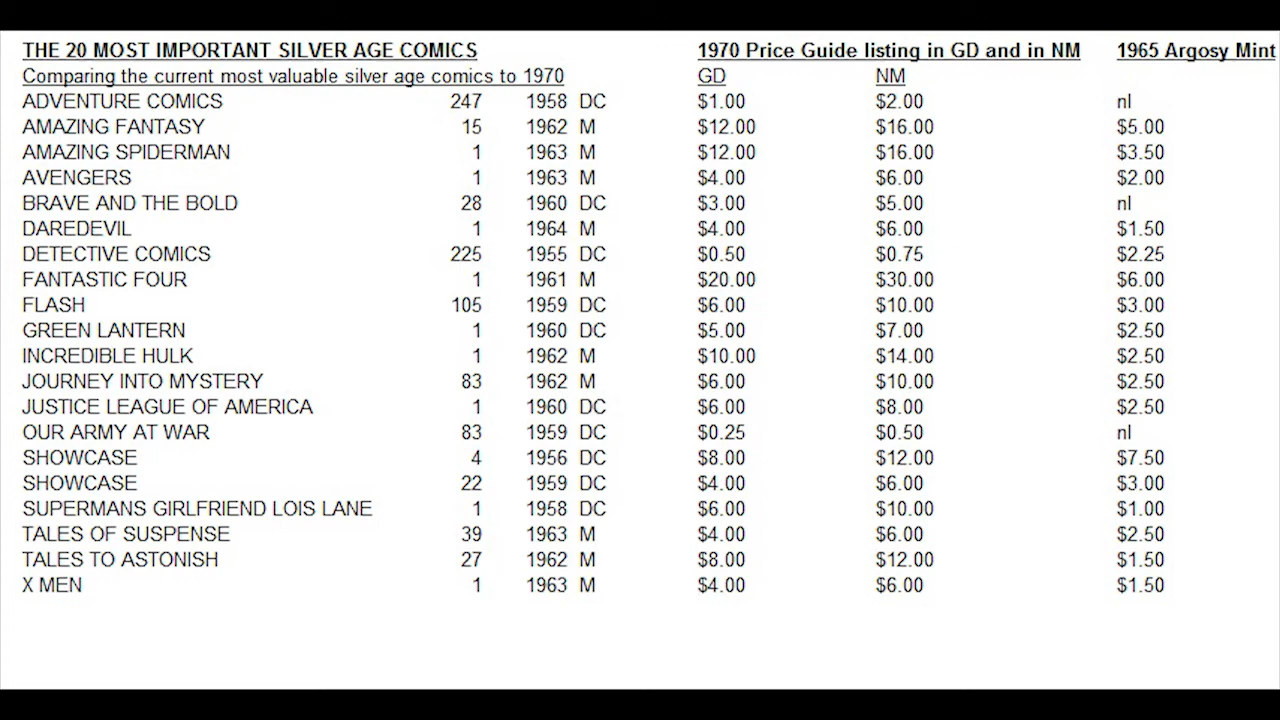 THE 20 MOST IMPORTANT SILVER AGE COMICS 1970 Price Guide listing in GD and in NM 1965 Argosy Mint
Comparing the current most valuable silver age comics to 1970 GD NM
ADVENTURE COMICS 247 1958 DC $1.00 $2.00 nl
AMAZING FANTASY 15 1962 M $12.00 $16.00 $5.00
AMAZING SPIDERMAN 1 1963 M $12.00 $16.00 $3.50
AVENGERS 1 1963 M $4.00 $6.00 $2.00
BRAVE AND THE BOLD 28 1960 DC $3.00 $5.00 nl
DAREDEVIL 1 1964 M $4.00 $6.00 $1.50
DETECTIVE COMICS 225 1955 DC $0.50 $0.75 $2.25
FANTASTIC FOUR 1 1961 M $20.00 $30.00 $6.00
FLASH 105 1959 DC $6.00 $10.00 $3.00
GREEN LANTERN 1 1960 DC $5.00 $7.00 $2.50
INCREDIBLE HULK 1 1962 M $10.00 $14.00 $2.50
JOURNEY INTO MYSTERY 83 1962 M $6.00 $10.00 $2.50
JUSTICE LEAGUE OF AMERICA 1 1960 DC $6.00 $8.00 $2.50
OUR ARMY AT WAR 83 1959 DC $0.25 $0.50 nl
SHOWCASE 4 1956 DC $8.00 $12.00 $7.50
SHOWCASE 22 1959 DC $4.00 $6.00 $3.00
SUPERMANS GIRLFRIEND LOIS LANE 1 1958 DC $6.00 $10.00 $1.00
TALES OF SUSPENSE 39 1963 M $4.00 $6.00 $2.50
TALES TO ASTONISH 27 1962 M $8.00 $12.00 $1.50
X MEN 1 1963 M $4.00 $6.00 $1.50